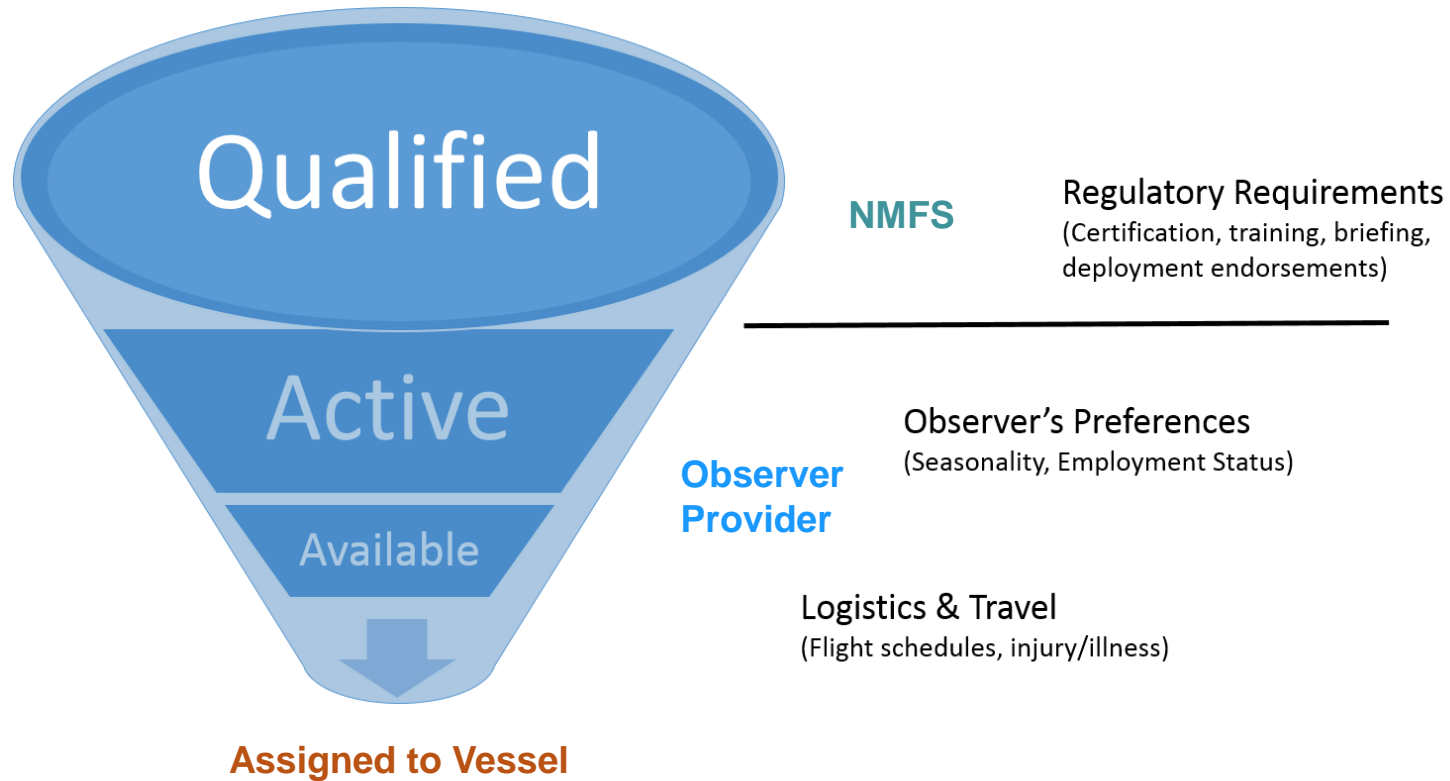 Qualified
NMFS
Regulatory Requirements
(Certification, training, briefing,
deployment endorsements)
Active
Observer's Preferences
(Seasonality, Employment Status)
Observer
Provider
Available
Logistics & Travel
(Flight schedules, injury/illness)
Assigned to Vessel